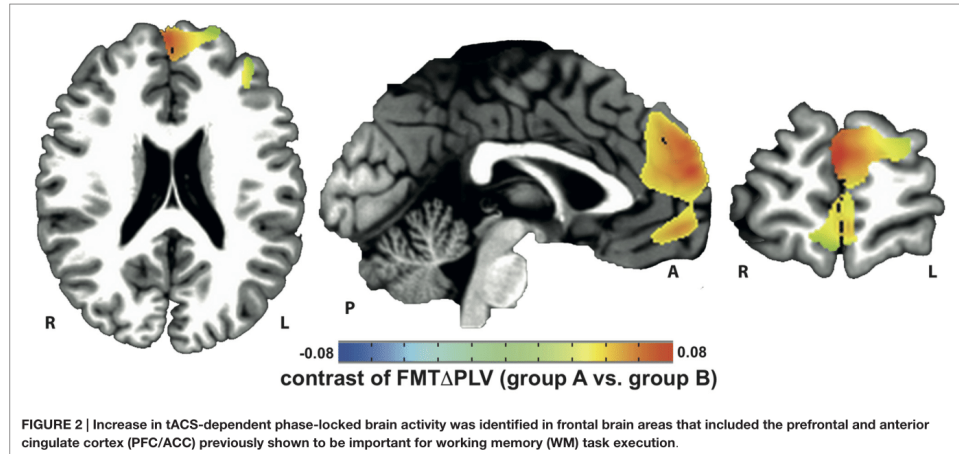 R
L
P
A
R
L
-0.08
0.08
contrast of FMTΔPLV (group A vs. group B)
FIGURE 2 | Increase in tACS-dependent phase-locked brain activity was identified in frontal brain areas that included the prefrontal and anterior
cingulate cortex (PFC/ACC) previously shown to be important for working memory (WM) task execution.